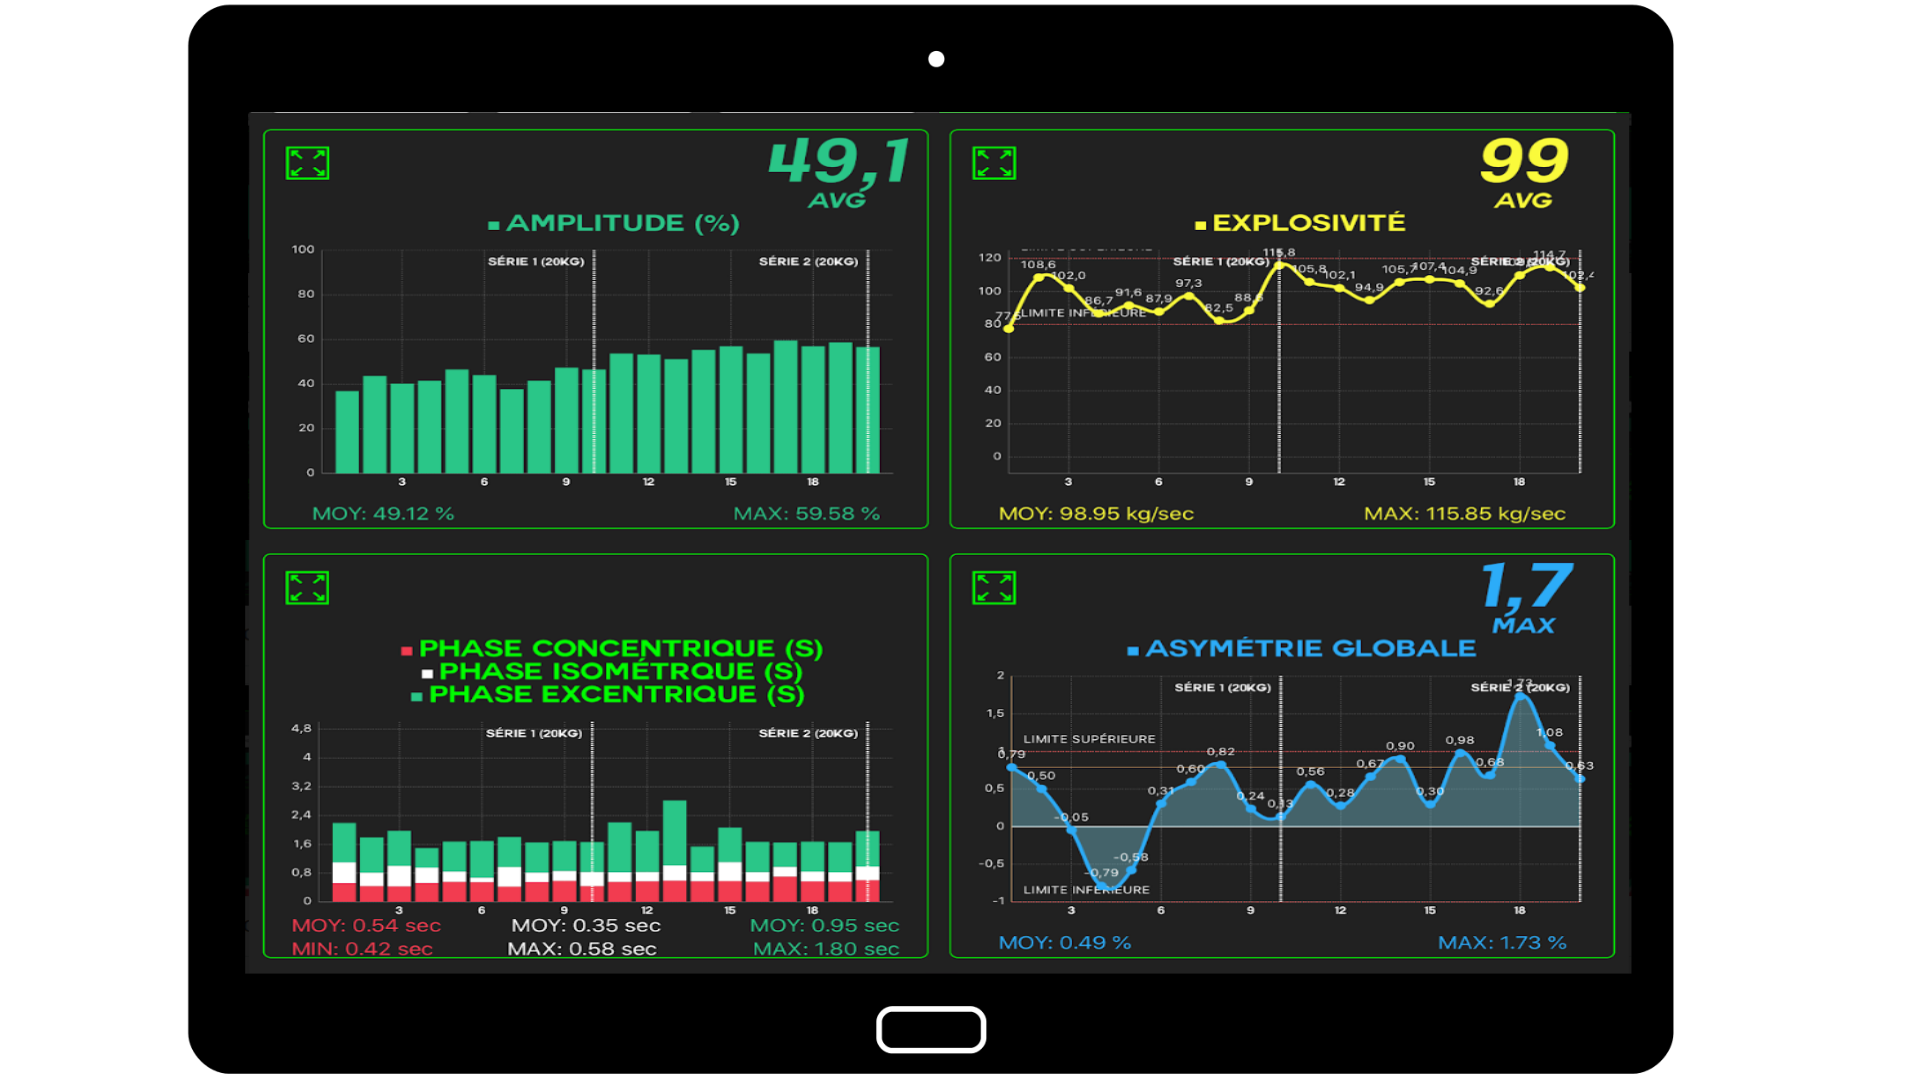 49,1
AVG
AMPLITUDE (%)
100
80
60
40
20
0
SÉRIE 1 (20KG)
SÉRIE 2 (20KG)
3 6 9 12 15 18
MOY: 49.12 %
MAX: 59.58 %
99
AVG
EXPLOSIVITÉ
120
100
80
60
40
20
0
SÉRIE 1 (20KG)
LIMITE INFÉRIEURE
108,6 102,0 86,7 91,6 87,9 97,3 82,5 115,8 105,8 102,1 94,9 107,4 104,9 92,6 114,7
3 6 9 12 15 18
MOY: 98.95 kg/sec
MAX: 115.85 kg/sec
PHASE CONCENTRIQUE (S)
PHASE ISOMÉTRQUE (S)
PHASE EXCENTRIQUE (S)
4,8
4
3,2
2,4
1,6
0,8
0
SÉRIE 1 (20KG)
SÉRIE 2 (20KG)
3 6 9 12 15 18
MOY: 0.54 sec
MOY: 0.35 sec
MOY: 0.95 sec
MIN: 0.42 sec
MAX: 0.58 sec
MAX: 1.80 sec
1,7
MAX
ASYMÉTRIE GLOBALE
2
1,5
1
0,5
0
-0,5
-1
SÉRIE 1 (20KG)
SÉRIE 2 (20KG)
LIMITE SUPÉRIEURE
LIMITE INFÉRIEURE
0,79 0,50 -0,05 -0,79 -0,58 0,31 0,60 0,82 0,24 0,13 0,56 0,28 0,67 0,90 0,30 0,98 0,68 1,73 1,08 0,63
3 6 9 12 15 18
MOY: 0.49 %
MAX: 1.73 %